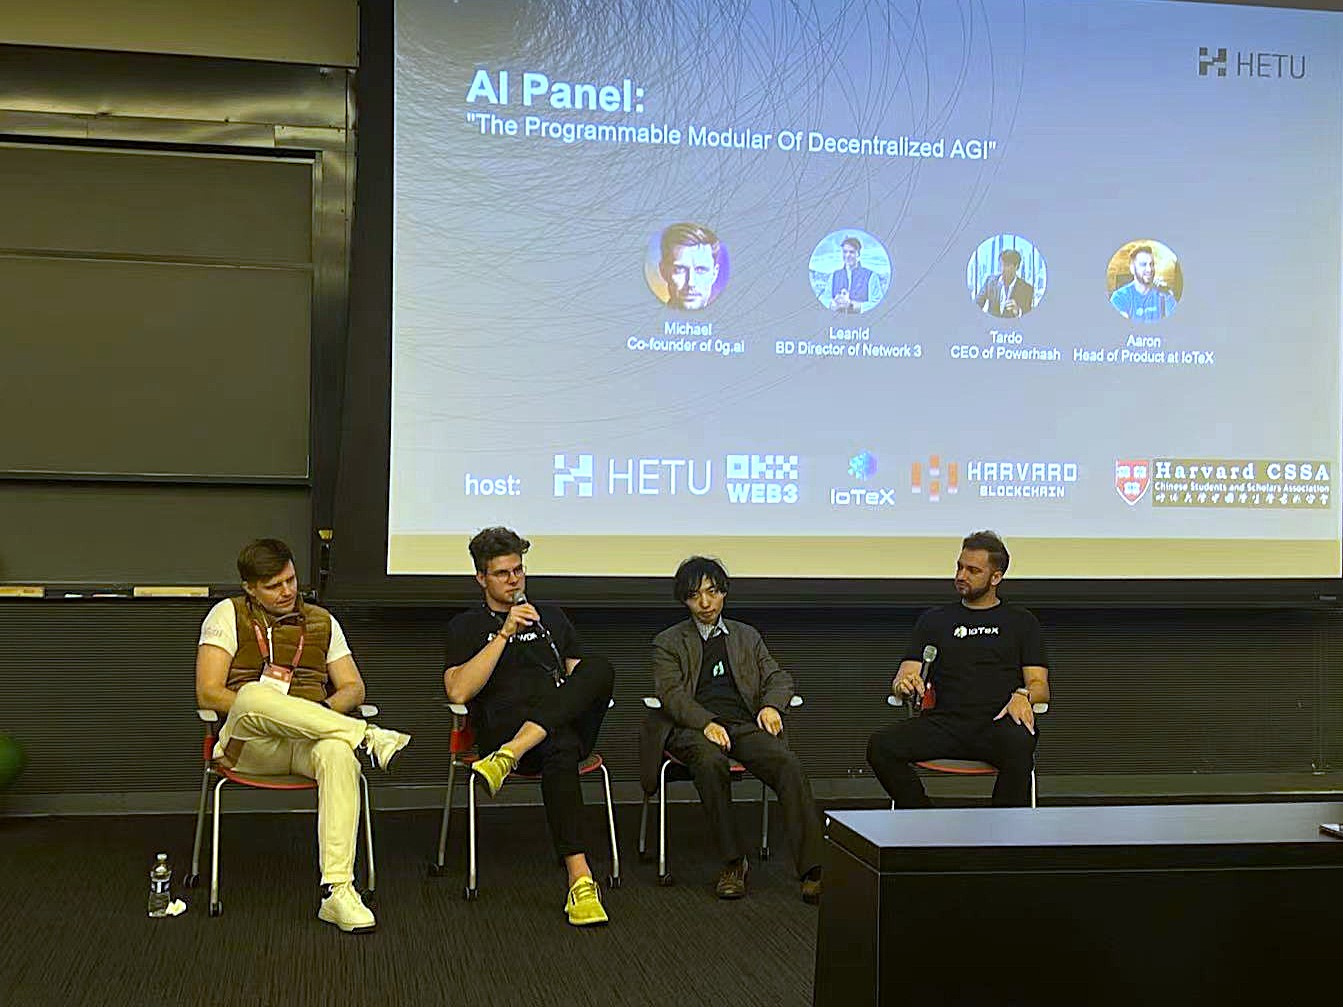 HETU
AI Panel:
"The Programmable Modular Of Decentralized AGI"
Michael
Co-founder of 0g.ai
Leanid
BD Director of Network 3
Tardo
CEO of Powerhash
Aaron
Head of Product at IoTeX
host:
HETU
WEB3
IoTeX
HARVARD
BLOCKCHAIN
Harvard CSSA
Chinese Students and Scholars Association
IoTeX